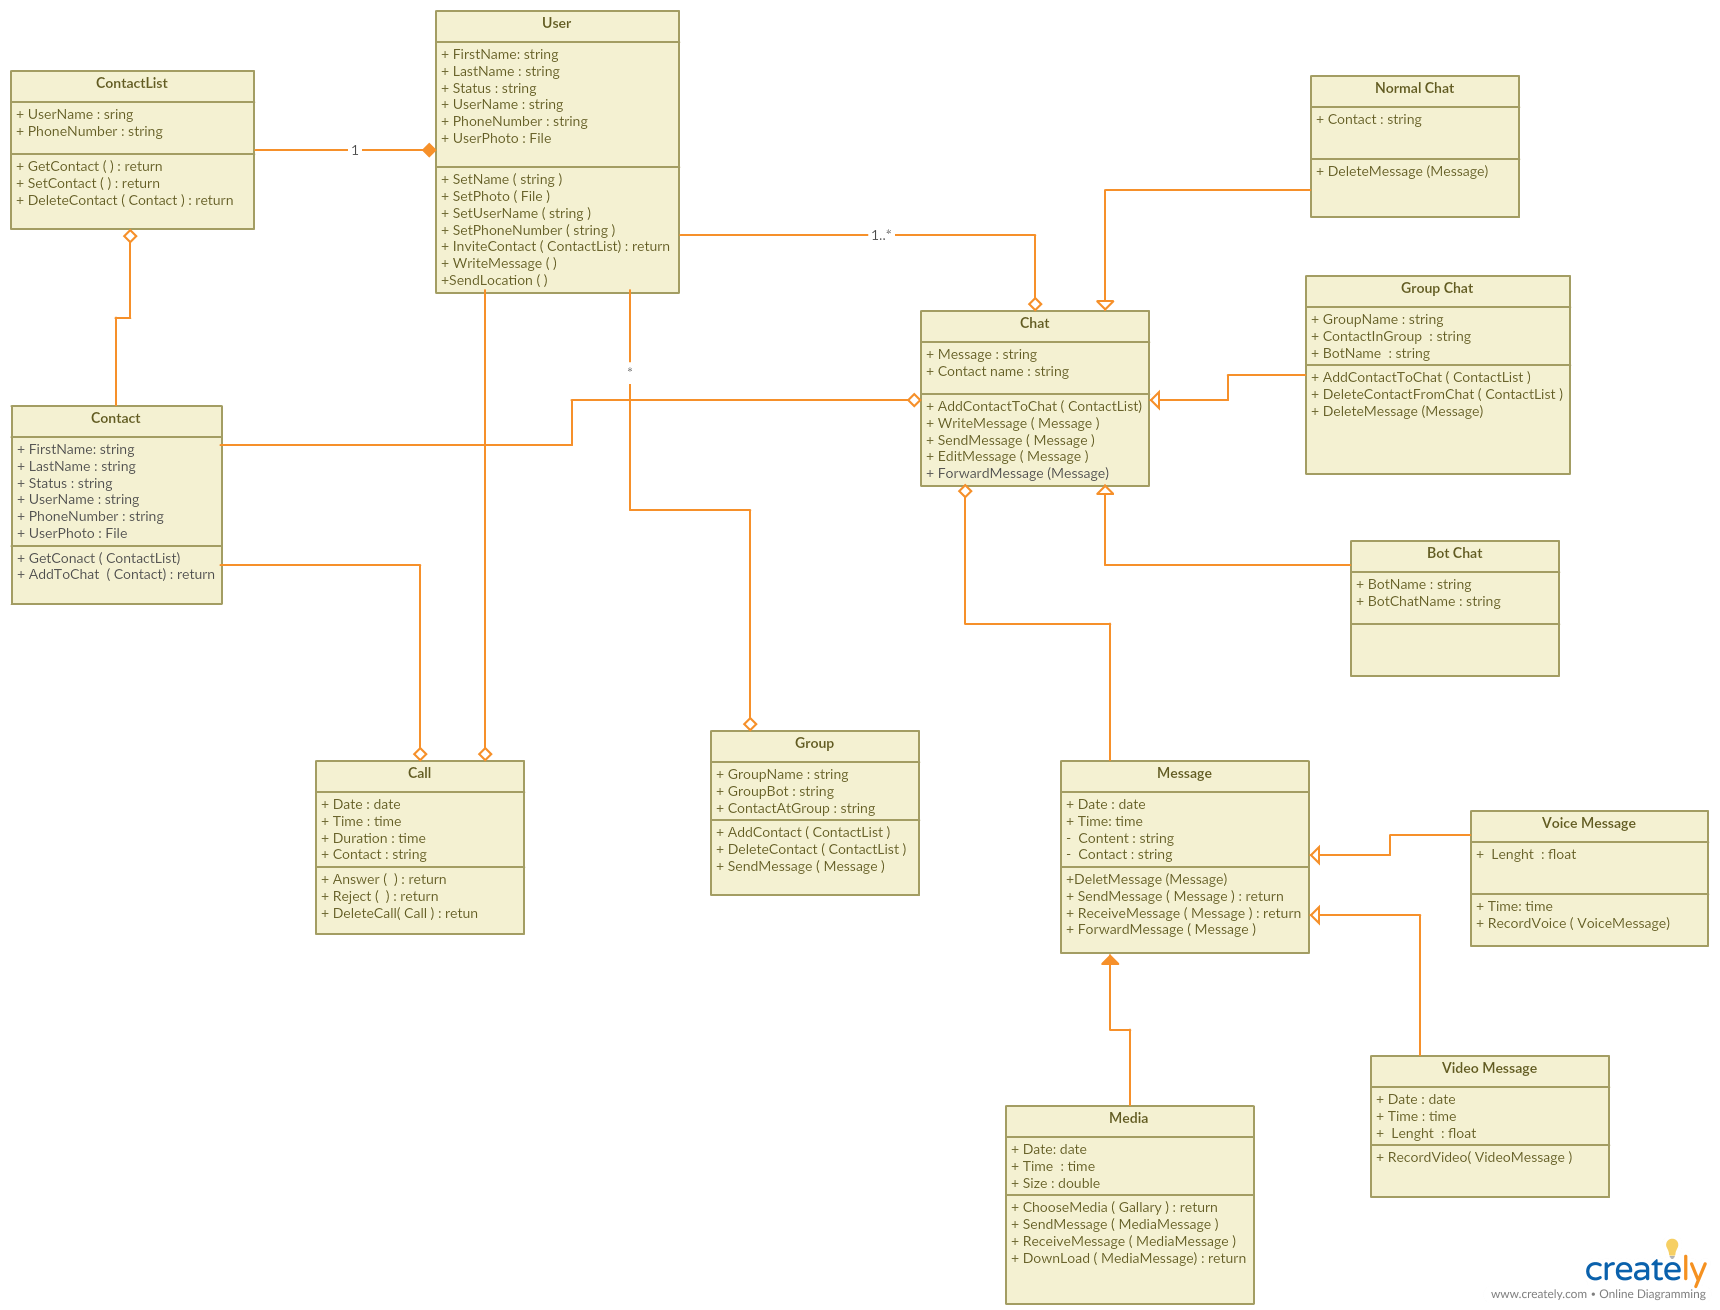 User
+ FirstName: string
+ LastName : string
+ Status : string
+ UserName : string
+ PhoneNumber : string
+ UserPhoto : File
+ SetName ( string )
+ SetPhoto ( File )
+ SetUserName ( string )
+ SetPhoneNumber ( string )
+ InviteContact ( ContactList) : return
+ WriteMessage ( )
+SendLocation ( )
ContactList
+ UserName : sring
+ PhoneNumber : string
+ GetContact ( ) : return
+ SetContact ( ) : return
+ DeleteContact ( Contact ) : return
1
1..*
*
Normal Chat
+ Contact : string
+ DeleteMessage (Message)
Group Chat
+ GroupName : string
+ ContactInGroup : string
+ BotName : string
+ AddContactToChat ( ContactList )
+ DeleteContactFromChat ( ContactList )
+ DeleteMessage (Message)
Chat
+ Message : string
+ Contact name : string
+ AddContactToChat ( ContactList)
+ WriteMessage ( Message )
+ SendMessage ( Message )
+ EditMessage ( Message )
+ ForwardMessage (Message)
Contact
+ FirstName: string
+ LastName : string
+ Status : string
+ UserName : string
+ PhoneNumber : string
+ UserPhoto : File
+ GetConact ( ContactList)
+ AddToChat ( Contact) : return
Bot Chat
+ BotName : string
+ BotChatName : string
Group
+ GroupName : string
+ GroupBot : string
+ ContactAtGroup : string
+ AddContact ( ContactList )
+ DeleteContact ( ContactList )
+ SendMessage ( Message )
Call
+ Date : date
+ Time : time
+ Duration : time
+ Contact : string
+ Answer ( ) : return
+ Reject ( ) : return
+ DeleteCall( Call ) : retun
Message
+ Date : date
+ Time: time
- Content : string
- Contact : string
+DeletMessage (Message)
+ SendMessage ( Message ) : return
+ ReceiveMessage ( Message ) : return
+ ForwardMessage ( Message )
Voice Message
+ Lenght : float
+ Time: time
+ RecordVoice ( VoiceMessage)
Video Message
+ Date : date
+ Time : time
+ Lenght : float
+ RecordVideo( VideoMessage )
Media
+ Date: date
+ Time : time
+ Size : double
+ ChooseMedia ( Gallary ) : return
+ SendMessage ( MediaMessage )
+ ReceiveMessage ( MediaMessage )
+ DownLoad ( MediaMessage) : return
creately
www.creately.com • Online Diagramming